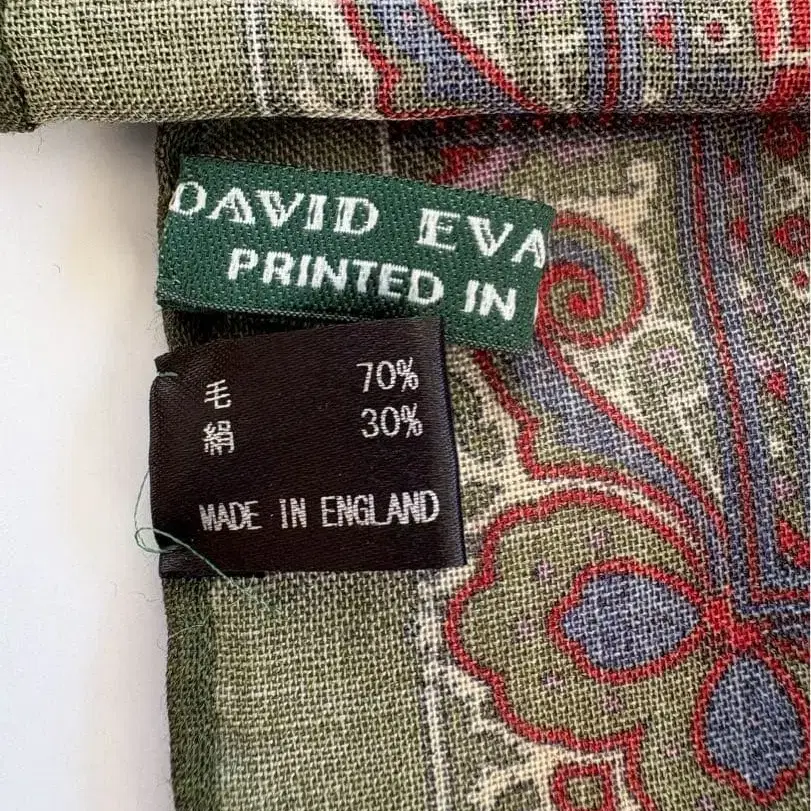 DAVID EVA
PRINTED IN
毛 70%
絹 30%
MADE IN ENGLAND